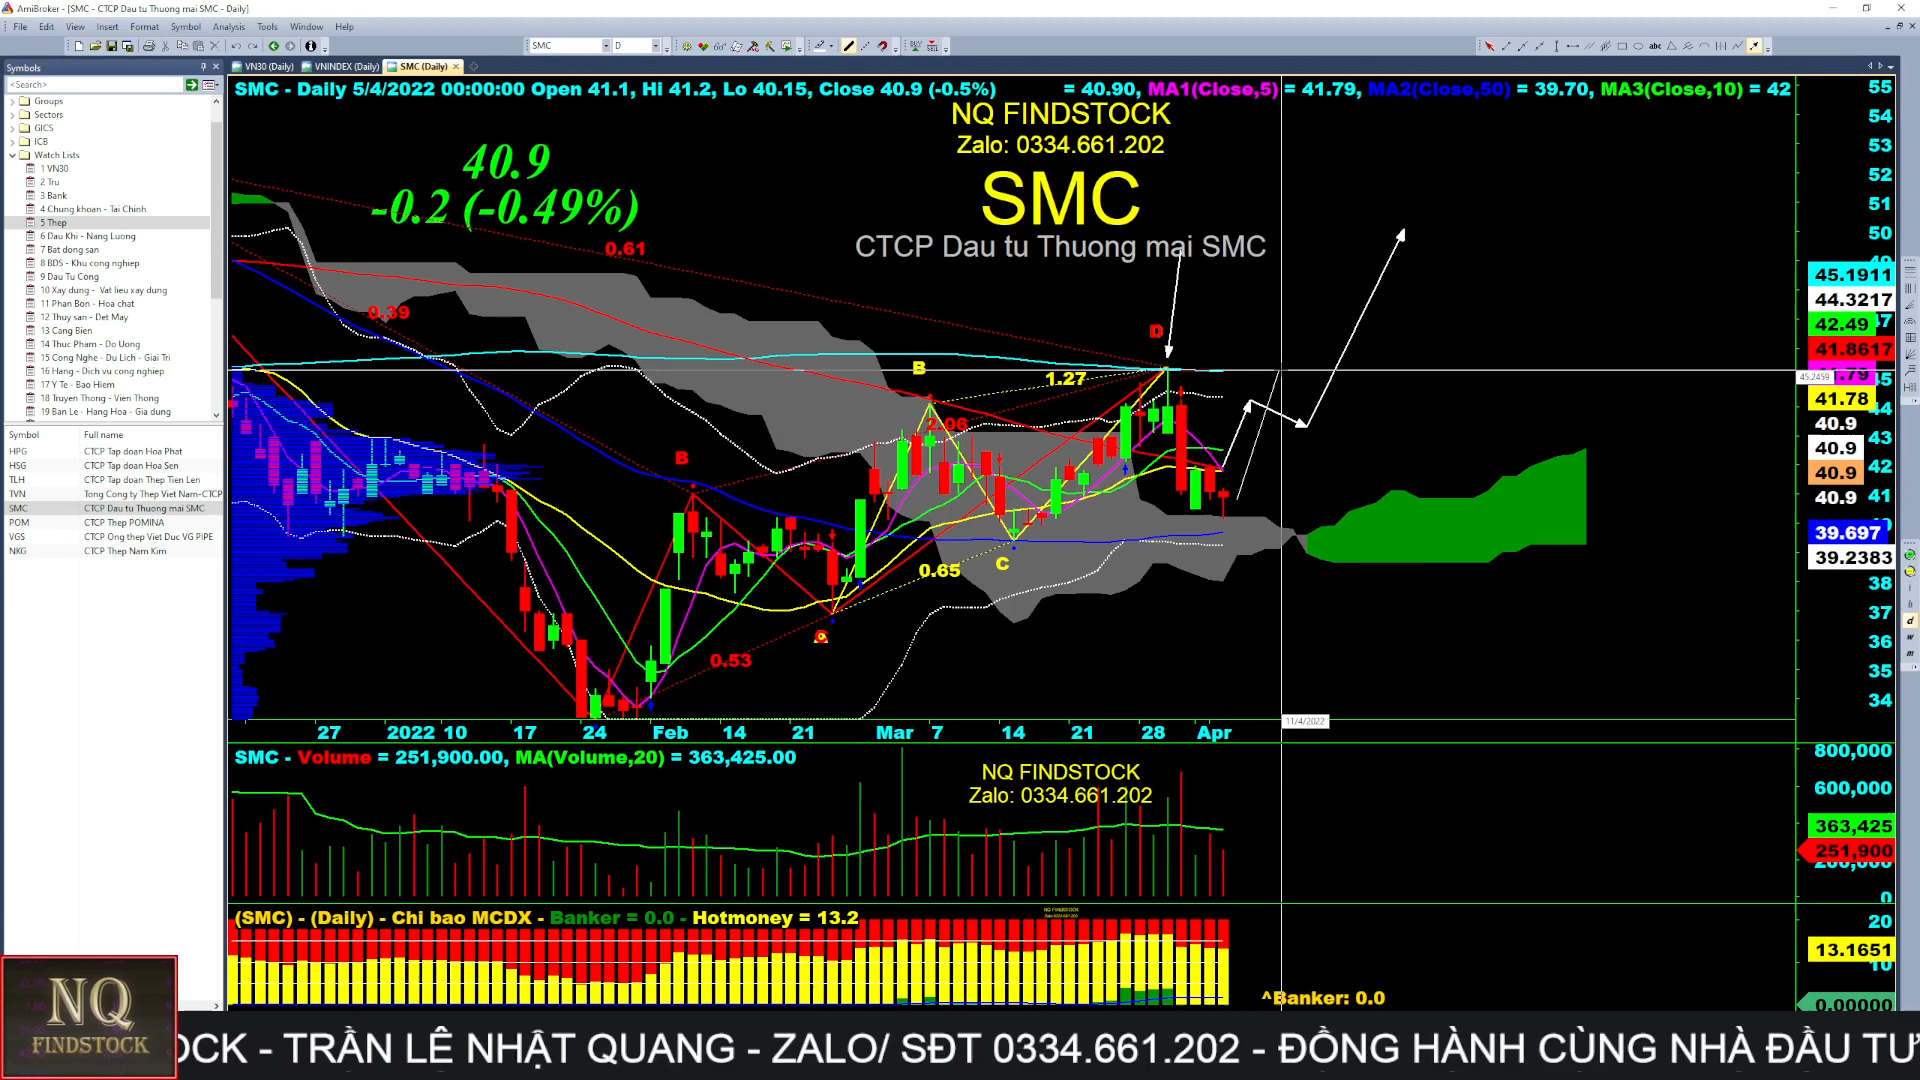 AmiBroker - [SMC - CTCP Dau tu Thuong mai SMC - Daily]
File Edit View Insert Format Symbol Analysis Tools Window Help
SMC D
Symbols
VN30 (Daily) VNINDEX (Daily) SMC (Daily)
<Search>
Groups
Sectors
GICS
ICB
Watch Lists
1 VN30
2 Tru
3 Bank
4 Chung khoan - Tai Chinh
5 Thep
6 Dau Khi - Nang Luong
7 Bat dong san
8 BDS - Khu cong nghiep
9 Dau Tu Cong
10 Xay dung - Vat lieu xay dung
11 Phan Bon - Hoa chat
12 Thuy san - Det May
13 Cang Bien
14 Thuc Pham - Do Uong
15 Cong Nghe - Du Lich - Giai Tri
16 Hang - Dich vu cong nghiep
17 Y Te - Bao Hiem
18 Truyen Thong - Vien Thong
19 Ban Le - Hang Hoa - Gia dung
Symbol Full name
HPG CTCP Tap doan Hoa Phat
HSG CTCP Tap doan Hoa Sen
TLH CTCP Tap doan Thep Tien Len
TVN Tong Cong ty Thep Viet Nam-CTCP
SMC CTCP Dau tu Thuong mai SMC
POM CTCP Thep POMINA
VGS CTCP Ong thep Viet Duc VG PIPE
NKG CTCP Thep Nam Kim
SMC - Daily 5/4/2022 00:00:00 Open 41.1, Hi 41.2, Lo 40.15, Close 40.9 (-0.5%) = 40.90, MA1(Close,5) = 41.79, MA2(Close,50) = 39.70, MA3(Close,10) = 42
NQ FINDSTOCK
Zalo: 0334.661.202
SMC
CTCP Dau tu Thuong mai SMC
40.9
-0.2 (-0.49%)
0.61
0.39
D
B
1.27
2.06
B
C
0.65
0.53
55
54
53
52
51
50
45.1911
44.3217
42.49
47
41.8617
45.2459
45
41.78
40.9
43
40.9
42
40.9
41
40.9
39.697
39.2383
38
37
36
35
34
27 2022 10 17 24 Feb 14 21 Mar 7 14 21 28 Apr
11/4/2022
SMC - Volume = 251,900.00, MA(Volume,20) = 363,425.00
NQ FINDSTOCK
Zalo: 0334.661.202
800,000
600,000
363,425
251,900
0
(SMC) - (Daily) - Chi bao MCDX - Banker = 0.0 - Hotmoney = 13.2
20
13.1651
10
^Banker: 0.0
0.00000
NQ
FINDSTOCK
OCK - TRẦN LÊ NHẬT QUANG - ZALO/ SĐT 0334.661.202 - ĐỒNG HÀNH CÙNG NHÀ ĐẦU TƯ